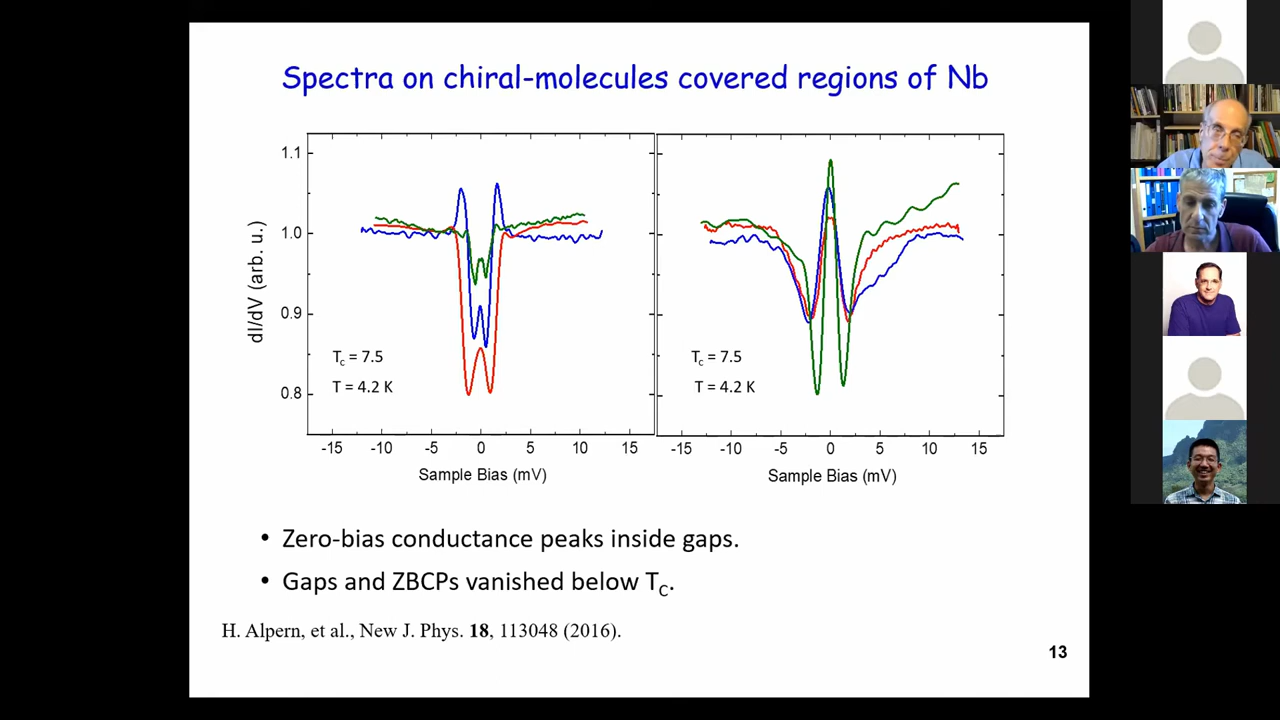 Spectra on chiral-molecules covered regions of Nb
dI/dV (arb. u.)
1.1
1.0
0.9
0.8
Tc = 7.5
T = 4.2 K
-15 -10 -5 0 5 10 15
Sample Bias (mV)
Tc = 7.5
T = 4.2 K
-15 -10 -5 0 5 10 15
Sample Bias (mV)
• Zero-bias conductance peaks inside gaps.
• Gaps and ZBCPs vanished below TC.
H. Alpern, et al., New J. Phys. 18, 113048 (2016).
13